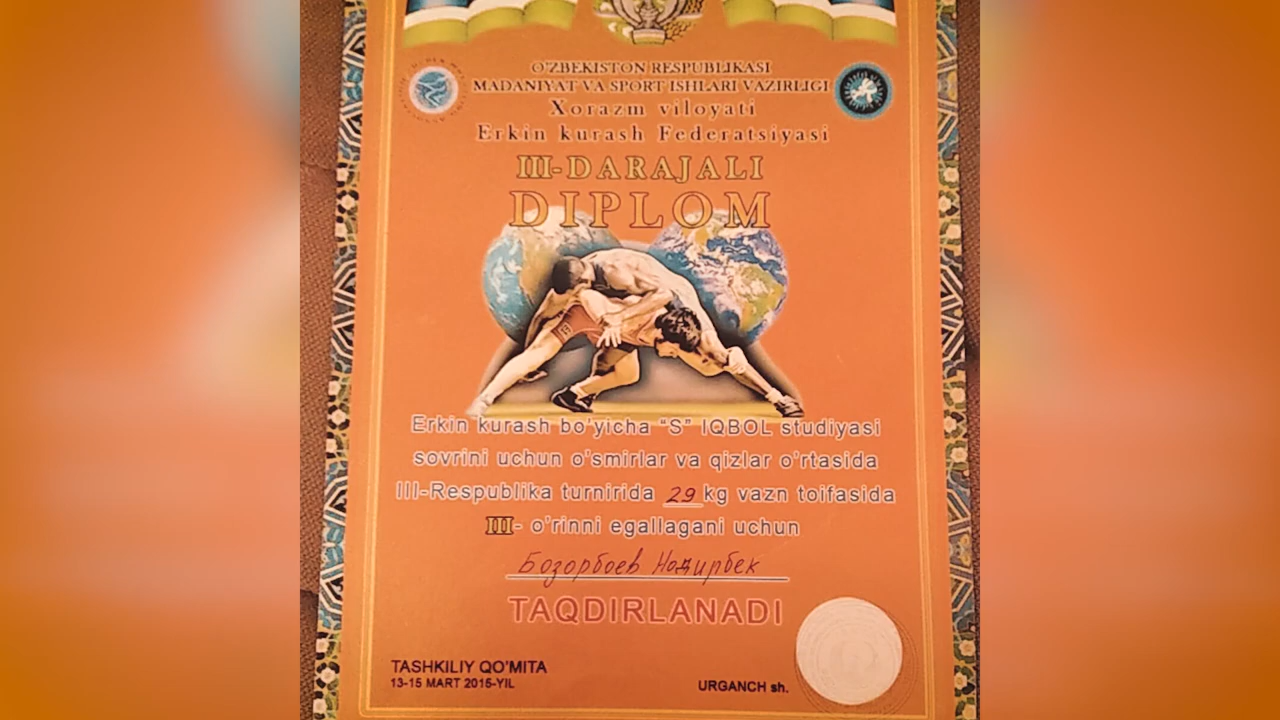 O'ZBEKISTON RESPUBLIKASI
MADANIYAT VA SPORT ISHLARI VAZIRLIGI
Xorazm viloyati
Erkin kurash Federatsiyasi
III-DARAJALI
DIPLOM
Erkin kurash bo'yicha "S" IQBOL studiyasi
sovrini uchun o'smirlar va qizlar o'rtasida
III-Respublika turnirida 29 kg vazn toifasida
III- o'rinni egallagani uchun
Бозорбоев Нодирбек
TAQDIRLANADI
TASHKILIY QO'MITA
13-15 MART 2015-YIL
URGANCH sh.